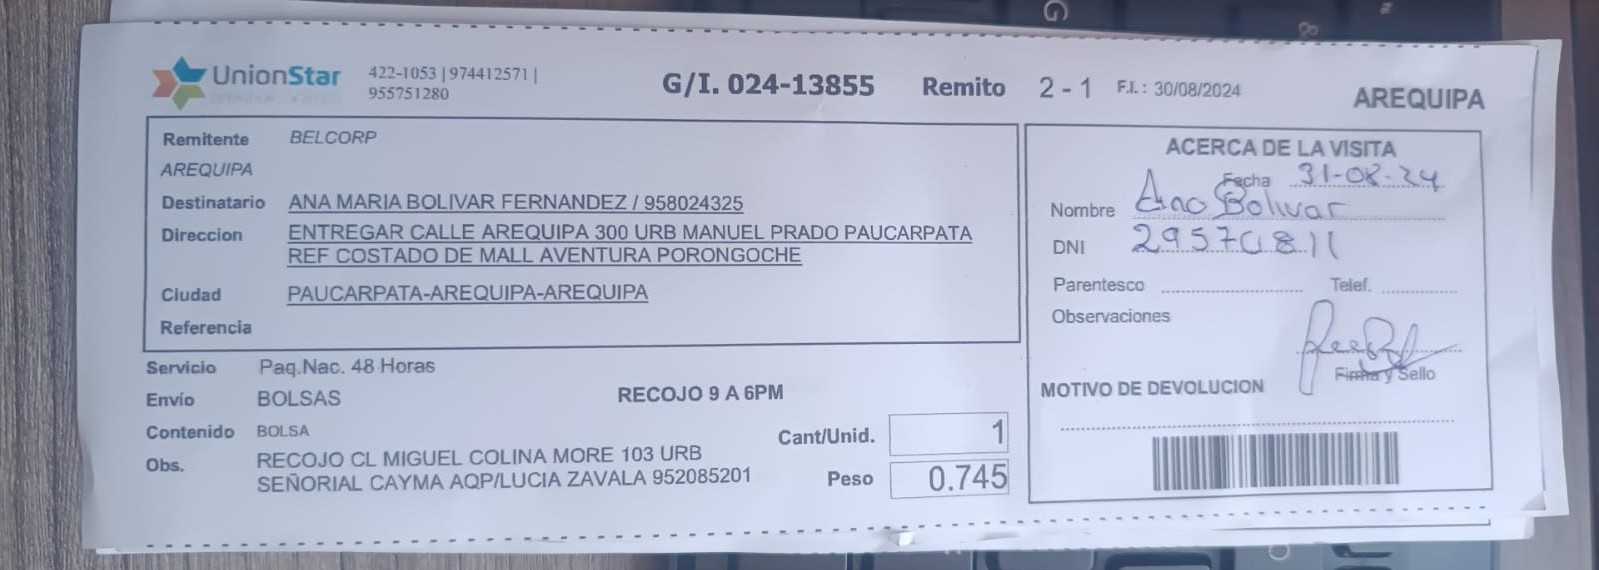 UnionStar
422-1053 | 974412571 |
955751280
G/I. 024-13855 Remito 2 - 1 F.I. : 30/08/2024 AREQUIPA
Remitente BELCORP
AREQUIPA
Destinatario ANA MARIA BOLIVAR FERNANDEZ / 958024325
Direccion ENTREGAR CALLE AREQUIPA 300 URB MANUEL PRADO PAUCARPATA
REF COSTADO DE MALL AVENTURA PORONGOCHE
Ciudad PAUCARPATA-AREQUIPA-AREQUIPA
Referencia
Servicio Paq.Nac. 48 Horas
Envío BOLSAS
RECOJO 9 A 6PM
Contenido BOLSA
Cant/Unid. 1
Obs. RECOJO CL MIGUEL COLINA MORE 103 URB
SEÑORIAL CAYMA AQP/LUCIA ZAVALA 952085201
Peso 0.745
ACERCA DE LA VISITA
Fecha 31-08-24
Nombre Ana Bolivar
DNI
Parentesco
Telef.
Observaciones
Firma y Sello
MOTIVO DE DEVOLUCION
G
8